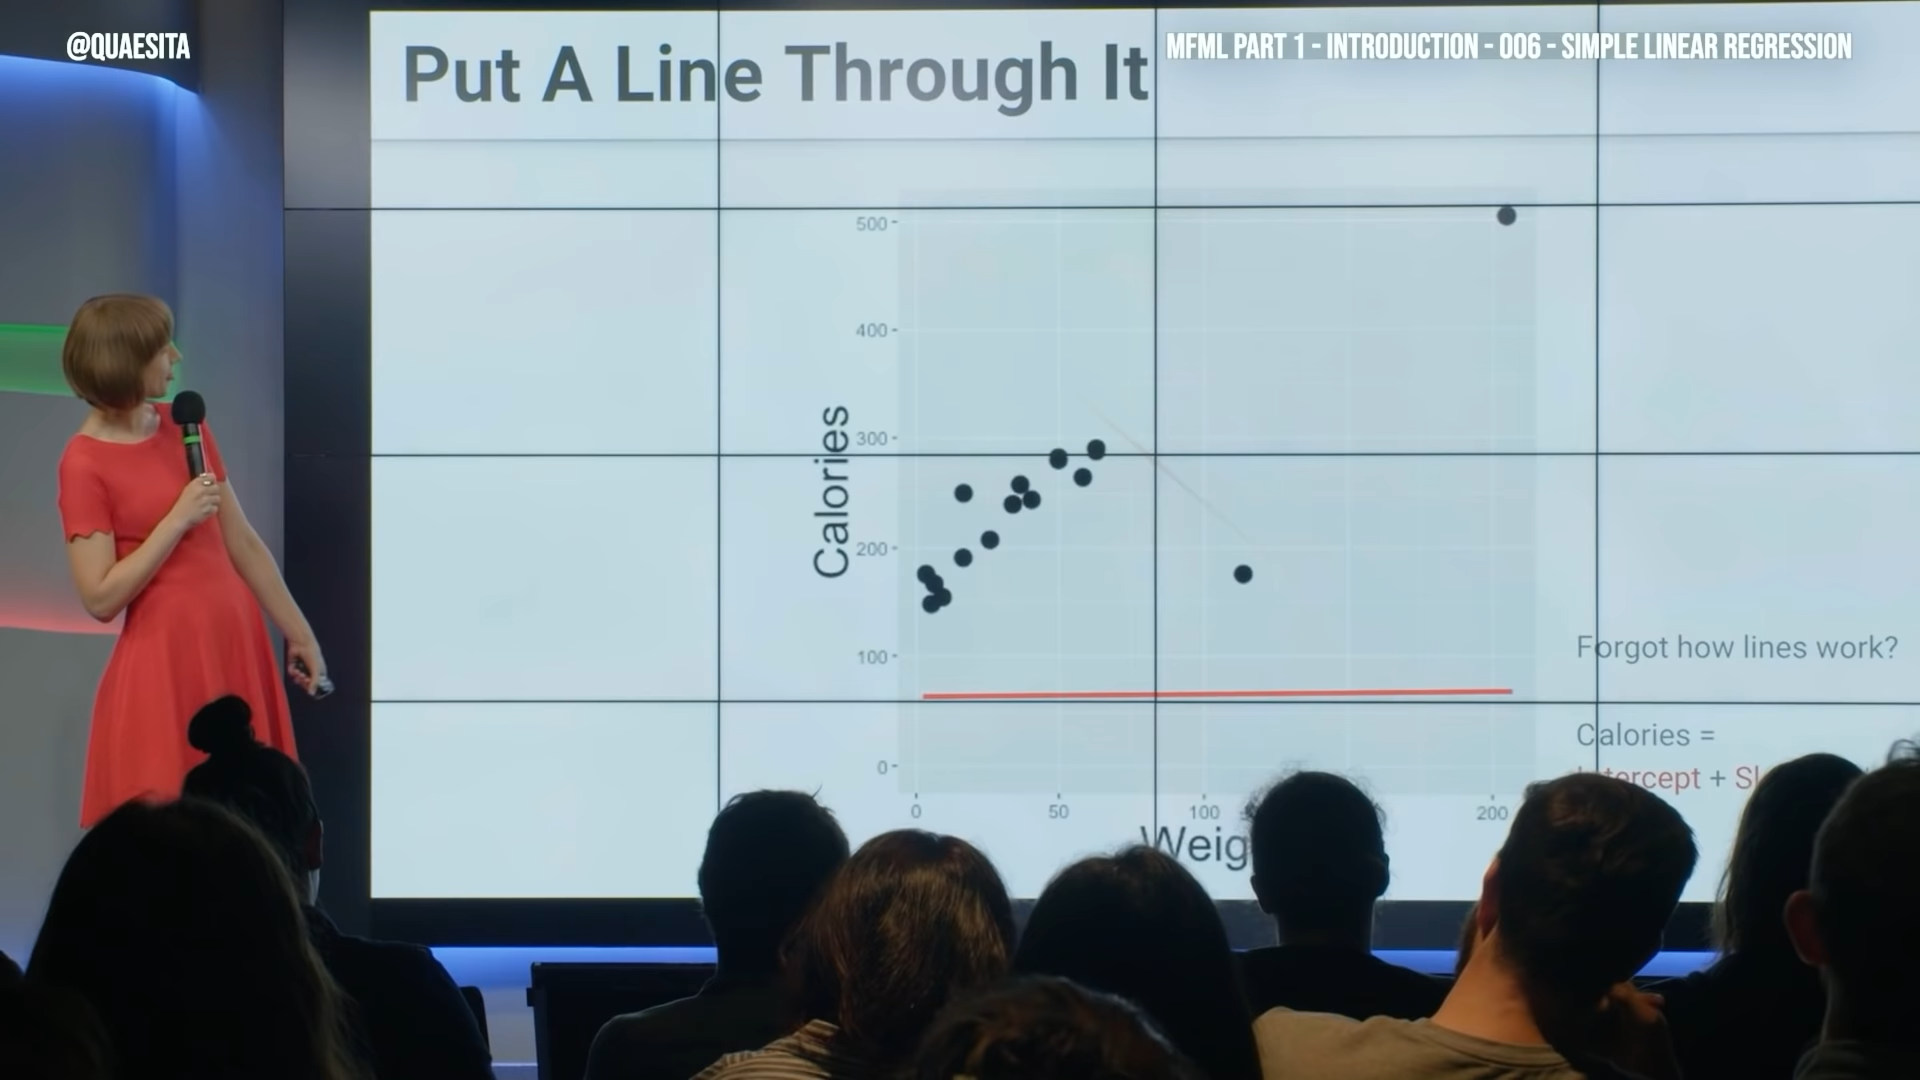 @QUAESITA
MFML PART 1 - INTRODUCTION - 006 - SIMPLE LINEAR REGRESSION
Put A Line Through It
Calories
500
400
300
200
100
0
0
50
100
200
Forgot how lines work?
Calories =
Intercept +